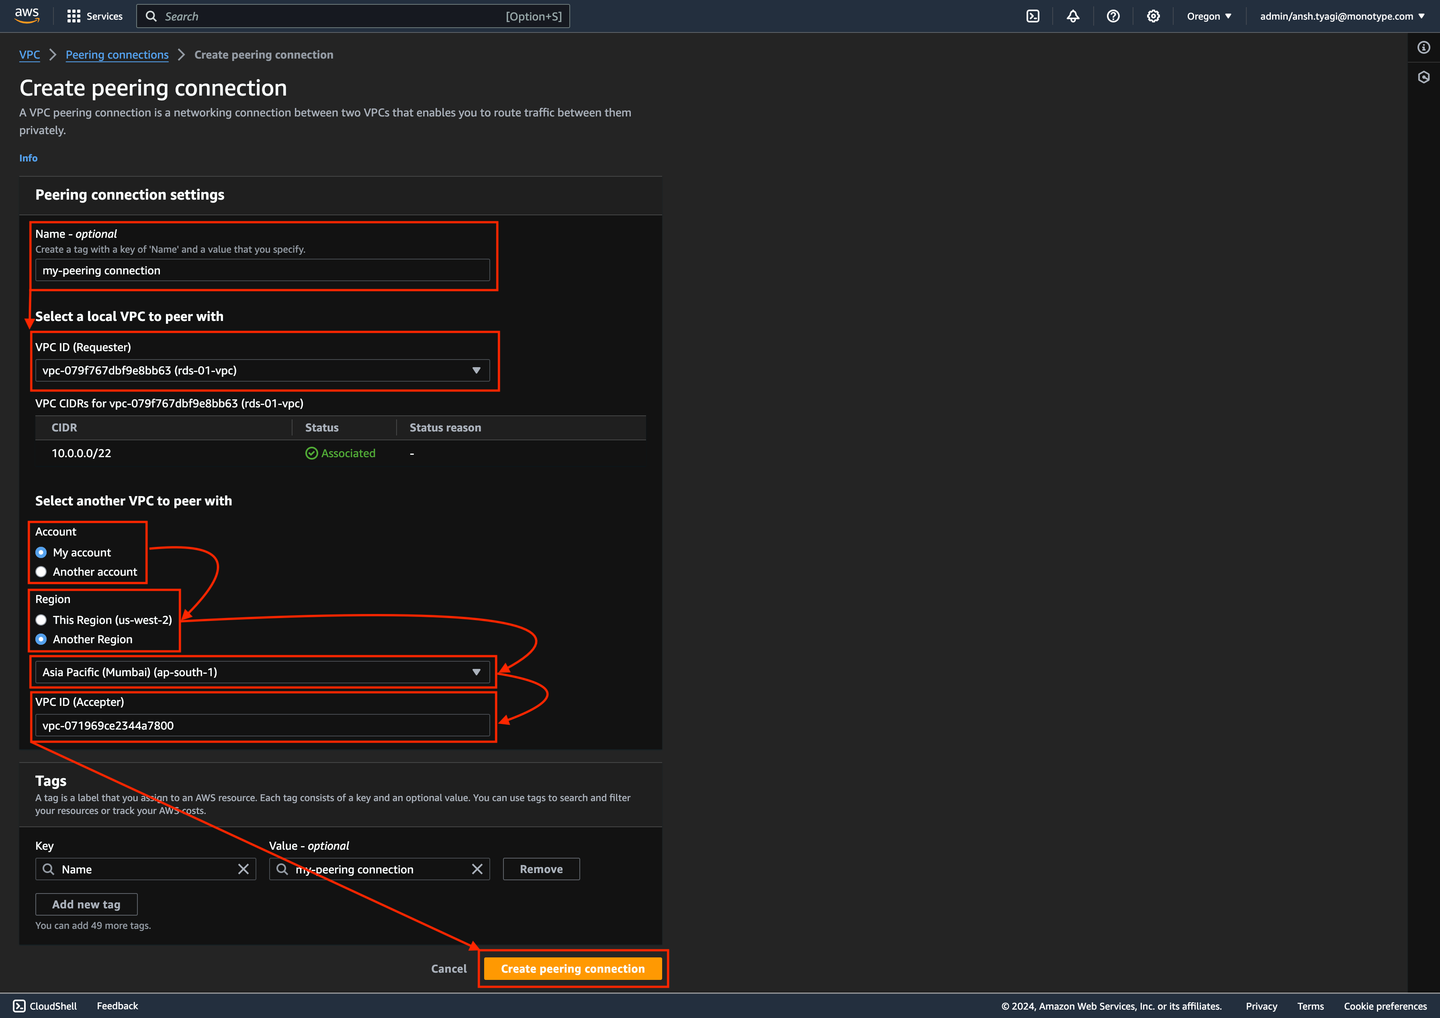 aws
Services
Search
[Option+S]
Oregon
admin/ansh.tyagi@monotype.com
VPC
Peering connections
Create peering connection
Create peering connection
A VPC peering connection is a networking connection between two VPCs that enables you to route traffic between them
privately.
Info
Peering connection settings
Name - optional
Create a tag with a key of 'Name' and a value that you specify.
my-peering connection
Select a local VPC to peer with
VPC ID (Requester)
vpc-079f767dbf9e8bb63 (rds-01-vpc)
VPC CIDRs for vpc-079f767dbf9e8bb63 (rds-01-vpc)
CIDR Status Status reason
10.0.0.0/22 Associated -
Select another VPC to peer with
Account
My account
Another account
Region
This Region (us-west-2)
Another Region
Asia Pacific (Mumbai) (ap-south-1)
VPC ID (Accepter)
vpc-071969ce2344a7800
Tags
A tag is a label that you assign to an AWS resource. Each tag consists of a key and an optional value. You can use tags to search and filter
your resources or track your AWS costs.
Key Value - optional
Name my-peering connection Remove
Add new tag
You can add 49 more tags.
Cancel Create peering connection
CloudShell Feedback © 2024, Amazon Web Services, Inc. or its affiliates. Privacy Terms Cookie preferences